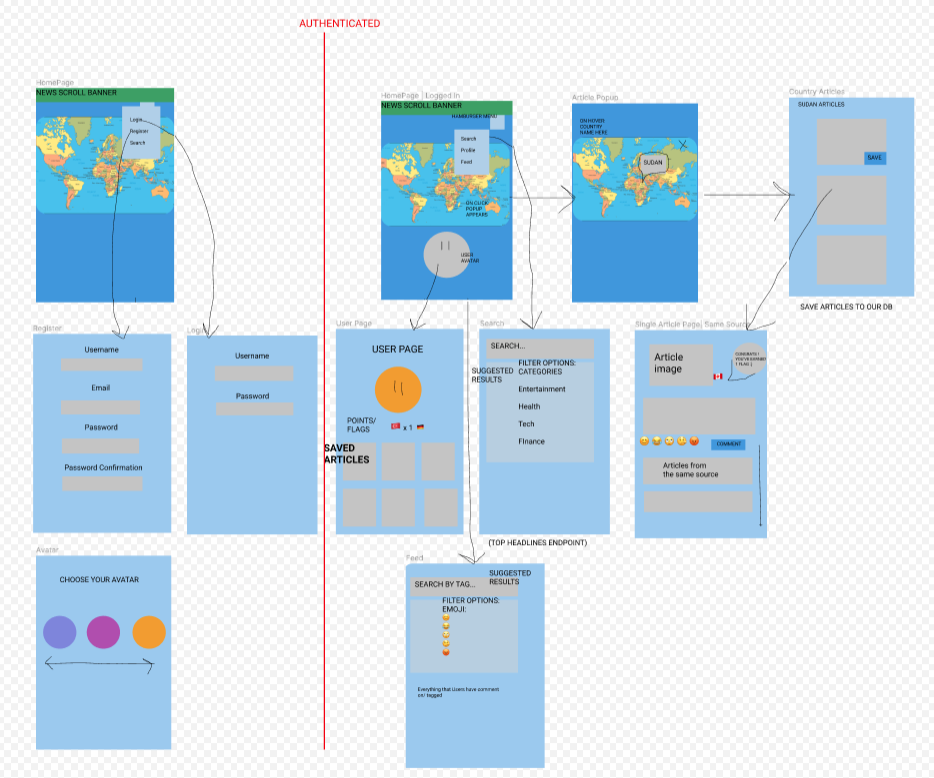 AUTHENTICATED
HomePage
NEWS SCROLL BANNER
Login
Register
Search
HomePage | Logged In
NEWS SCROLL BANNER
HAMBURGER MENU
Search
Profile
Feed
ON CLICK
POPUP
APPEARS
USER
AVATAR
Article Popup
ON HOVER
COUNTRY
NAME HERE
X
SUDAN
Country Articles
SUDAN ARTICLES
SAVE
SAVE ARTICLES TO OUR DB
Register
Username
Email
Password
Password Confirmation
Login
Username
Password
User Page
USER PAGE
POINTS/
FLAGS
x 1
SAVED
ARTICLES
Search
SEARCH...
SUGGESTED
RESULTS
FILTER OPTIONS:
CATEGORIES
Entertainment
Health
Tech
FInance
(TOP HEADLINES ENDPOINT)
Single Article Page| Same Source
Article
image
CONGRATS!
YOU'VE EARNED
1 FLAG
COMMENT
Articles from
the same source
Avatar
CHOOSE YOUR AVATAR
Feed
SEARCH BY TAG...
SUGGESTED
RESULTS
FILTER OPTIONS:
EMOJI:
Everything that users have comment
on/ tagged